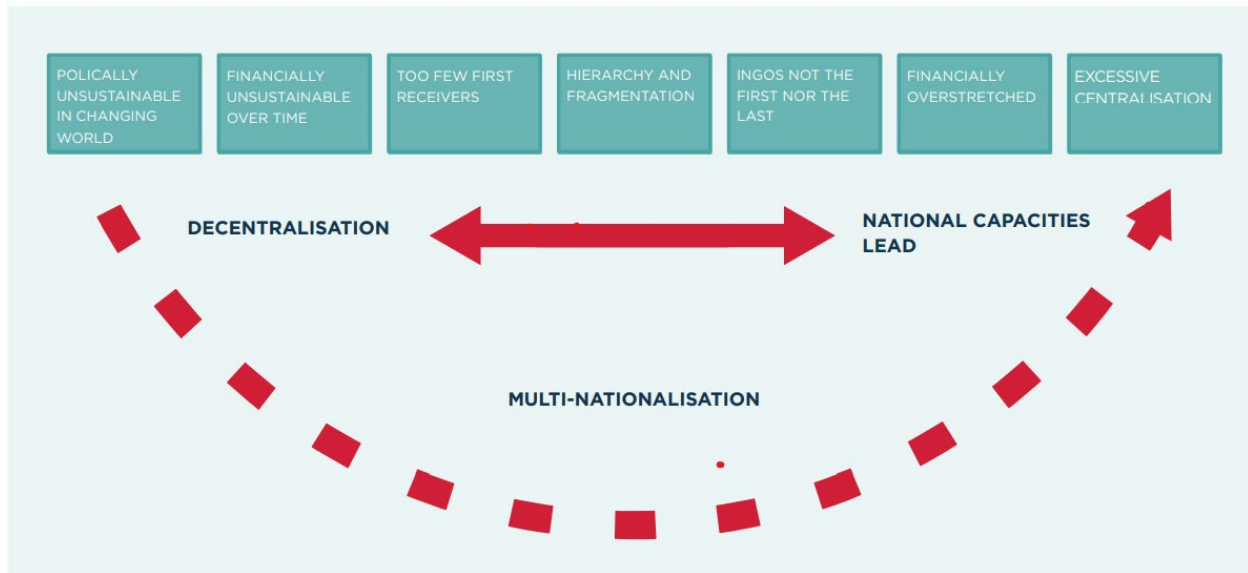 POLICALLY
UNSUSTAINABLE
IN CHANGING
WORLD
FINANCIALLY
UNSUSTAINABLE
OVER TIME
TOO FEW FIRST
RECEIVERS
HIERARCHY AND
FRAGMENTATION
INGOS NOT THE
FIRST NOR THE
LAST
FINANCIALLY
OVERSTRETCHED
EXCESSIVE
CENTRALISATION
DECENTRALISATION
NATIONAL CAPACITIES
LEAD
MULTI-NATIONALISATION